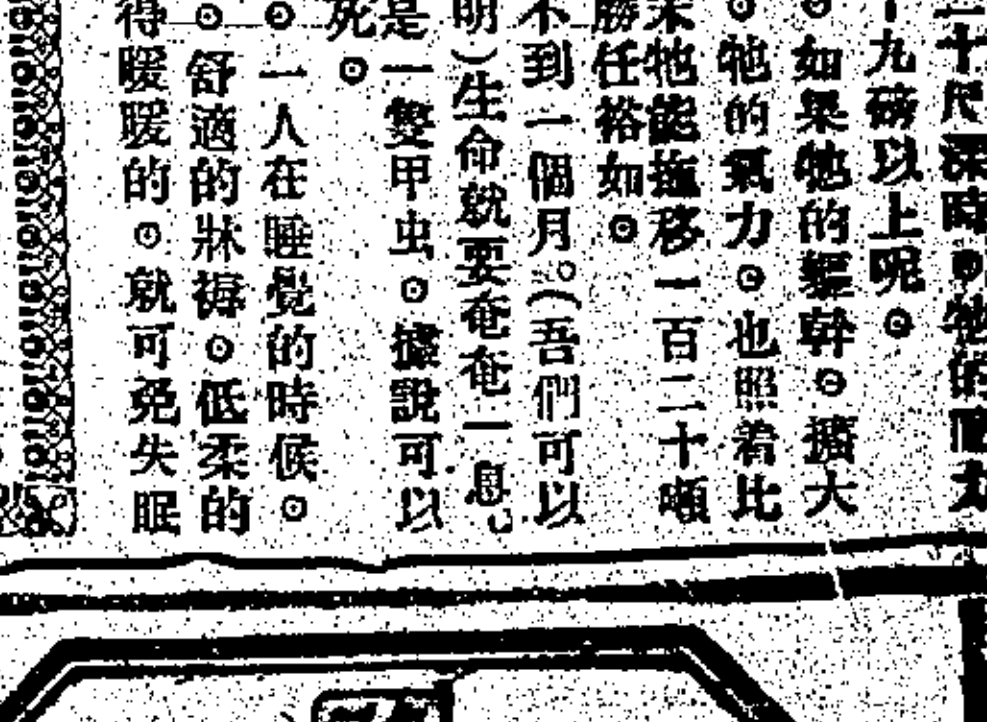 二十尺深時。牠的
九磅以上呢。
。如果牠的軀幹。擴大
。牠的氣力。也照着比
末牠能拖移一百二十噸
勝任裕如。
不到一個月。(吾們可以
明)生命就要奄奄一息。
是一雙甲虫。據說可以
死。
。一人在睡覺的時候。
。舒適的牀褥。低柔的
得暖暖的。就可免失眠